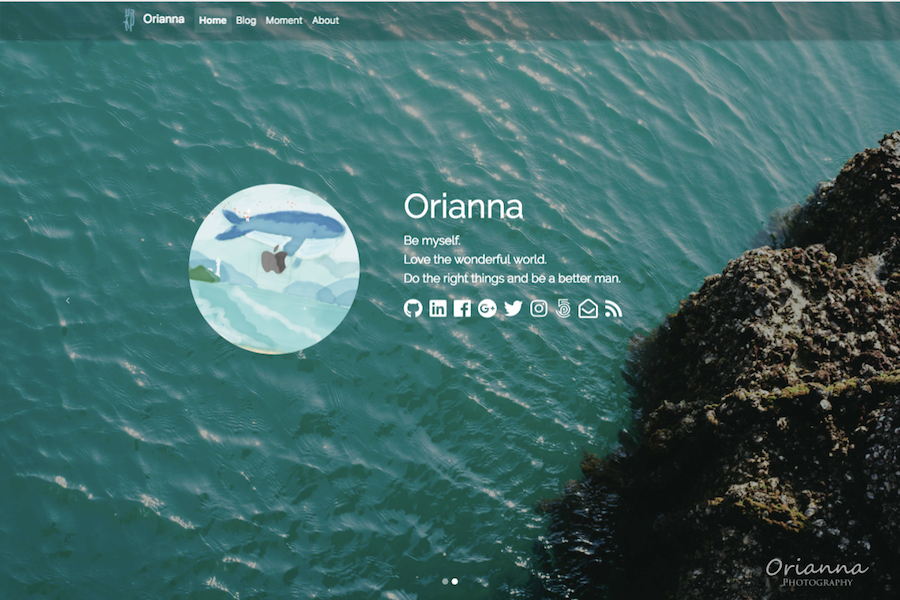 Orianna
Home Blog Moment About
Orianna
Be myself.
Love the wonderful world.
Do the right things and be a better man.
Orianna
PHOTOGRAPHY